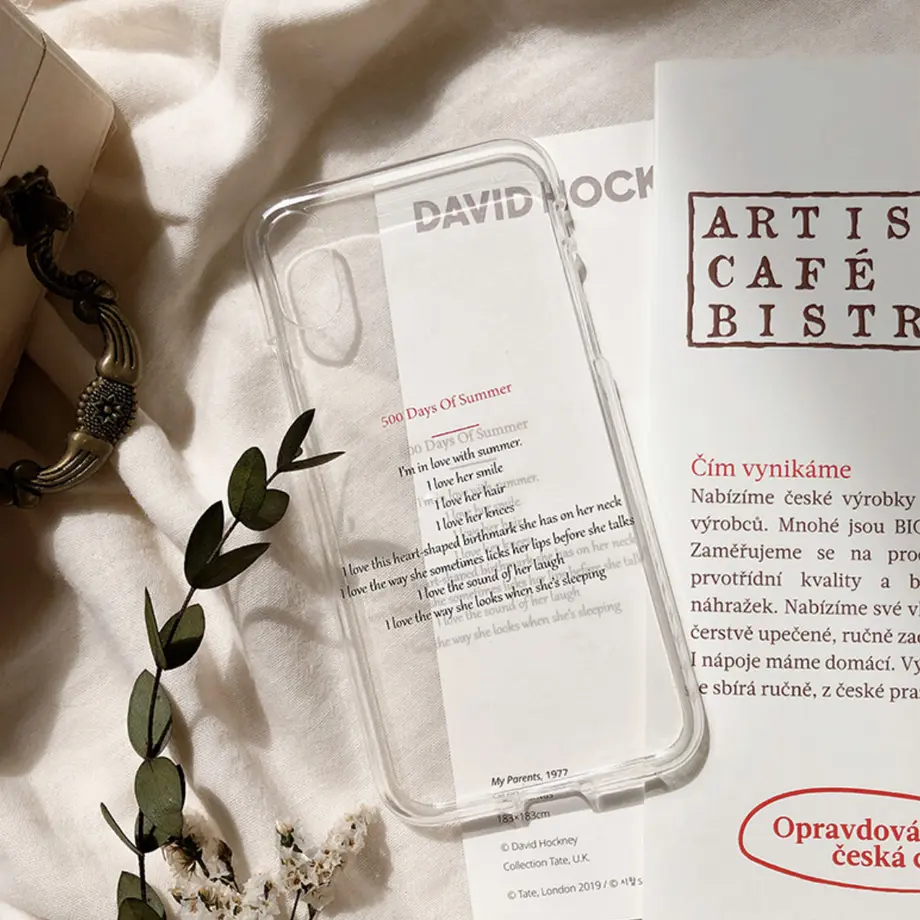 DAVID HOCK
500 Days Of Summer
I'm in love with summer.
I love her smile
I love her hair
I love her knees
I love this heart-shaped birthmark she has on her neck
I love the way she sometimes licks her lips before she talks
I love the sound of her laugh
I love the way she looks when she's sleeping
My Parents, 1977
183×183cm
© David Hockney
Collection Tate, U.K.
© Tate, London 2019 / ©
ARTIS
CAFÉ
BISTR
Čím vynikáme
Nabízíme české výrobky
výrobců. Mnohé jsou BIO
Zaměřujeme se na pro
prvotřídní kvality a b
náhražek. Nabízíme své v
čerstvě upečené, ručně za
I nápoje máme domácí. Vy
se sbírá ručně, z české pra
Opravdová
česká